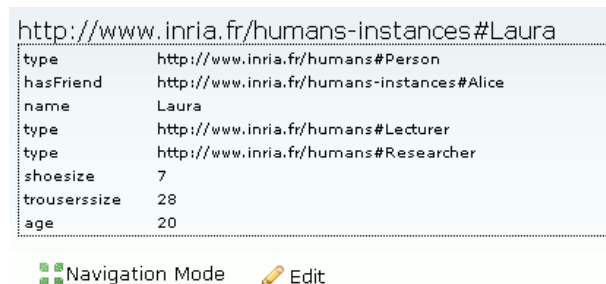 http://www.inria.fr/humans-instances#Laura
type http://www.inria.fr/humans#Person
hasFriend http://www.inria.fr/humans-instances#Alice
name Laura
type http://www.inria.fr/humans#Lecturer
type http://www.inria.fr/humans#Researcher
shoesize 7
trouserssize 28
age 20
Navigation Mode Edit